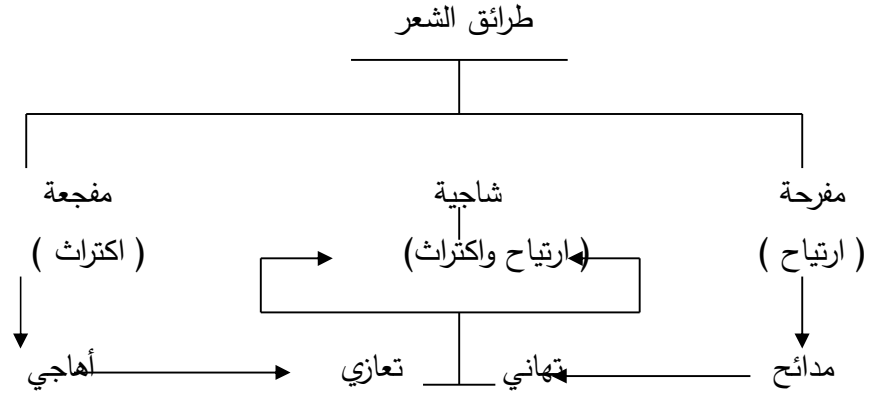 طرائق الشعر
مفرحة شاجية مفجعة
( ارتياح ) ( ارتياح واكتراث) ( اكتراث )
مدائح تهاني تعازي أهاجي